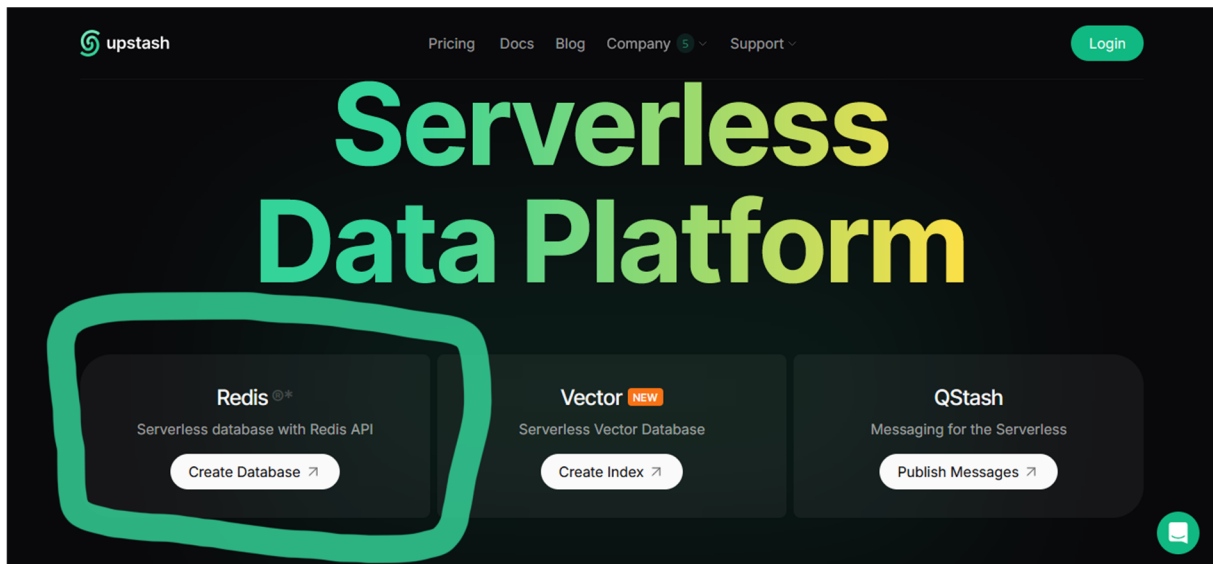 upstash
Pricing Docs Blog Company 5 Support
Login
Serverless
Data Platform
Redis ®*
Serverless database with Redis API
Create Database
Vector NEW
Serverless Vector Database
Create Index
QStash
Messaging for the Serverless
Publish Messages